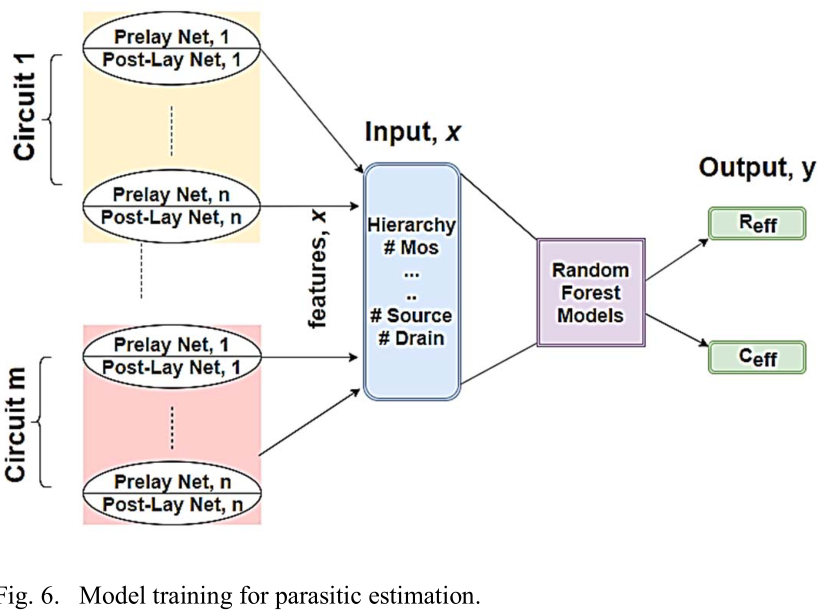 Circuit 1
Prelay Net, 1
Post-Lay Net, 1
Prelay Net, n
Post-Lay Net, n
Circuit m
Prelay Net, 1
Post-Lay Net, 1
Prelay Net, n
Post-Lay Net, n
features, x
Input, x
Hierarchy
# Mos
...
..
# Source
# Drain
Random
Forest
Models
Output, y
Reff
Ceff
Fig. 6. Model training for parasitic estimation.